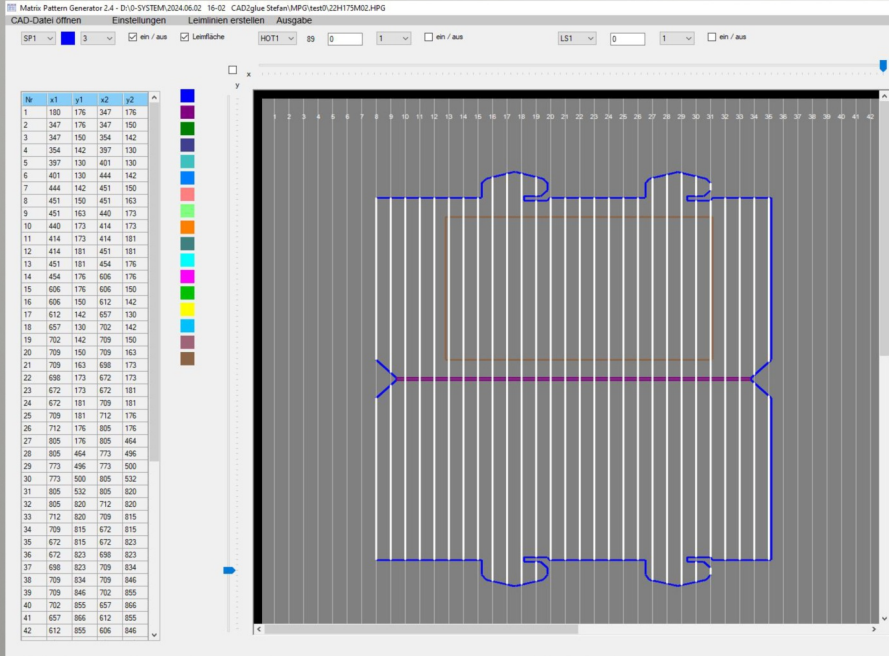 Matrix Pattern Generator 2.4 - D:\0-SYSTEM\2024.06.02 16-02 CAD2glue Stefan\MPG\test0\22H175M02.HPG
CAD-Datei öffnen Einstellungen Leimlinien erstellen Ausgabe
SP1 3 ein / aus Leimfläche HOT1 89 0 1 ein / aus LS1 0 1 ein / aus
x
y
Nr x1 y1 x2 y2
1 2 3 4 5 6 7 8 9 10 11 12 13 14 15 16 17 18 19 20 21 22 23 24 25 26 27 28 29 30 31 32 33 34 35 36 37 38 39 40 41 42
1 180 176 347 176
2 347 176 347 150
3 347 150 354 142
4 354 142 397 130
5 397 130 401 130
6 401 130 444 142
7 444 142 451 150
8 451 150 451 163
9 451 163 440 173
10 440 173 414 173
11 414 173 414 181
12 414 181 451 181
13 451 181 454 176
14 454 176 606 176
15 606 176 606 150
16 606 150 612 142
17 612 142 657 130
18 657 130 702 142
19 702 142 709 150
20 709 150 709 163
21 709 163 698 173
22 698 173 672 173
23 672 173 672 181
24 672 181 709 181
25 709 181 712 176
26 712 176 805 176
27 805 176 805 464
28 805 464 773 496
29 773 496 773 500
30 773 500 805 532
31 805 532 805 820
32 805 820 712 820
33 712 820 709 815
34 709 815 672 815
35 672 815 672 823
36 672 823 698 823
37 698 823 709 834
38 709 834 709 846
39 709 846 702 855
40 702 855 657 866
41 657 866 612 855
42 612 855 606 846